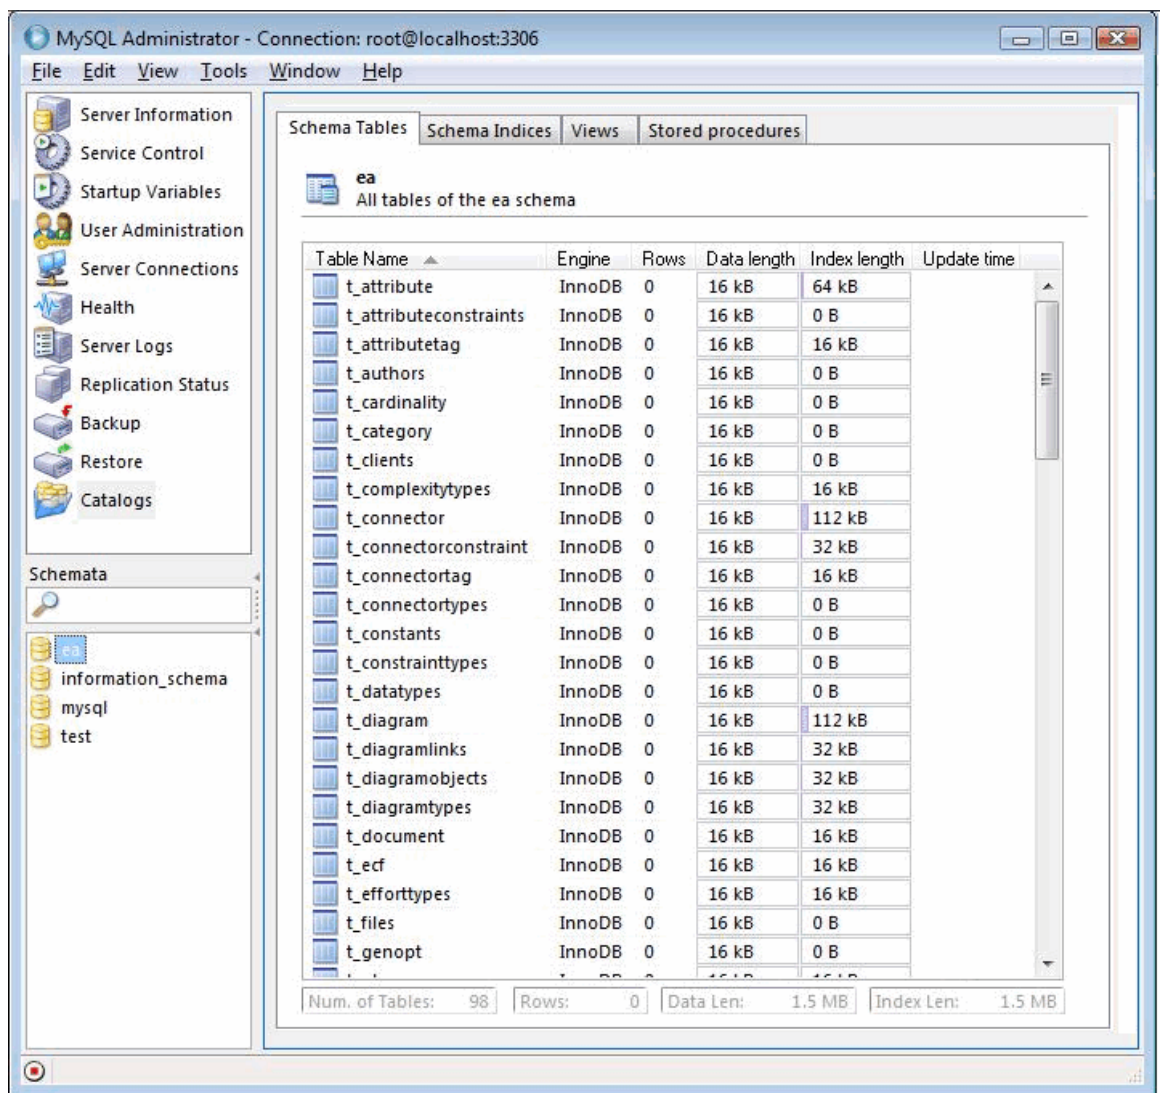 MySQL Administrator - Connection: root@localhost:3306
File Edit View Tools Window Help
Server Information
Service Control
Startup Variables
User Administration
Server Connections
Health
Server Logs
Replication Status
Backup
Restore
Catalogs
Schemata
ea
information_schema
mysql
test
Schema Tables Schema Indices Views Stored procedures
ea
All tables of the ea schema
Table Name Engine Rows Data length Index length Update time
t_attribute InnoDB 0 16 kB 64 kB
t_attributeconstraints InnoDB 0 16 kB 0 B
t_attributetag InnoDB 0 16 kB 16 kB
t_authors InnoDB 0 16 kB 0 B
t_cardinality InnoDB 0 16 kB 0 B
t_category InnoDB 0 16 kB 0 B
t_clients InnoDB 0 16 kB 0 B
t_complexitytypes InnoDB 0 16 kB 16 kB
t_connector InnoDB 0 16 kB 112 kB
t_connectorconstraint InnoDB 0 16 kB 32 kB
t_connectortag InnoDB 0 16 kB 16 kB
t_connectortypes InnoDB 0 16 kB 0 B
t_constants InnoDB 0 16 kB 0 B
t_constrainttypes InnoDB 0 16 kB 0 B
t_datatypes InnoDB 0 16 kB 0 B
t_diagram InnoDB 0 16 kB 112 kB
t_diagramlinks InnoDB 0 16 kB 32 kB
t_diagramobjects InnoDB 0 16 kB 32 kB
t_diagramtypes InnoDB 0 16 kB 32 kB
t_document InnoDB 0 16 kB 16 kB
t_ecf InnoDB 0 16 kB 16 kB
t_efforttypes InnoDB 0 16 kB 16 kB
t_files InnoDB 0 16 kB 0 B
t_genopt InnoDB 0 16 kB 0 B
Num. of Tables: 98 Rows: 0 Data Len: 1.5 MB Index Len: 1.5 MB